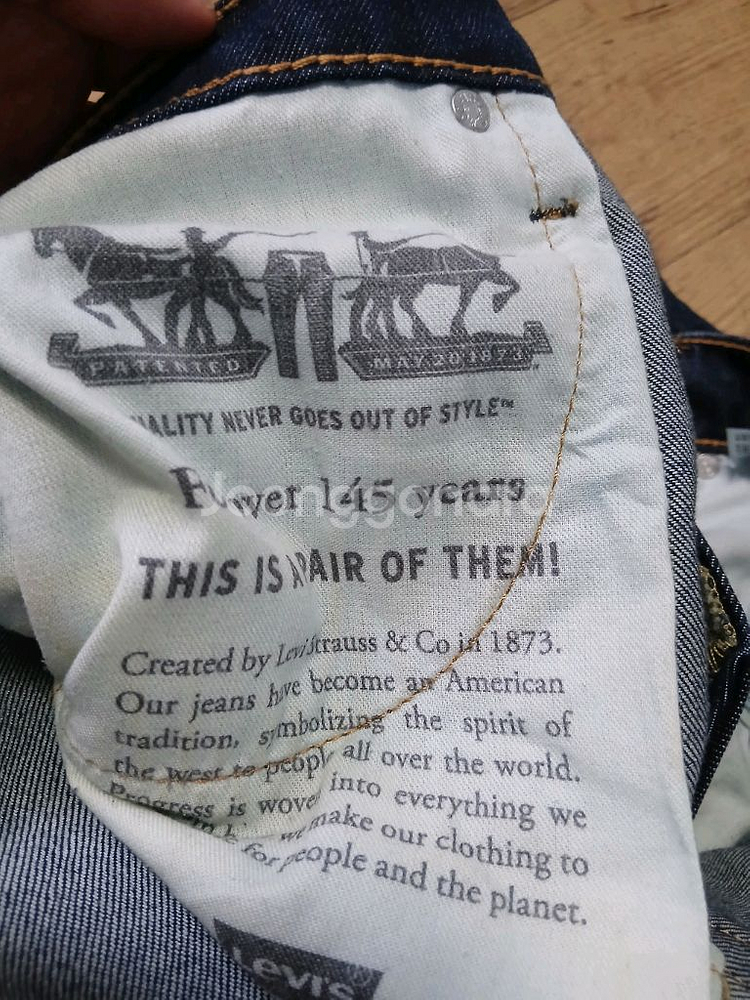 PATENTED MAY 20 1873
QUALITY NEVER GOES OUT OF STYLE™
over 145 years
THIS IS A PAIR OF THEM!
Created by Levi Strauss & Co in 1873.
Our jeans have become an American
tradition, symbolizing the spirit of
the west to people all over the world.
Progress is woven into everything we
make our clothing to
for people and the planet.
Levi's
Joonggonara